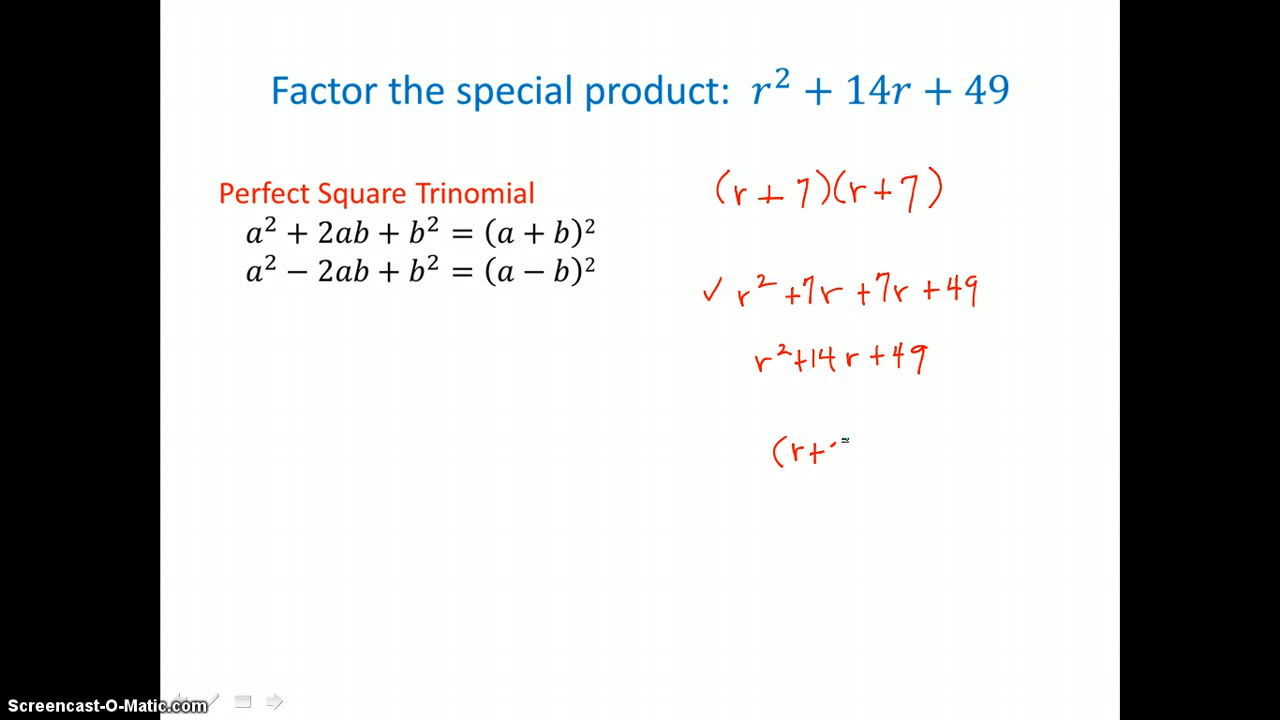 Factor the special product: r² + 14r + 49
Perfect Square Trinomial
a² + 2ab + b² = (a + b)²
a² − 2ab + b² = (a − b)²
(r + 7)(r + 7)
✓ r² + 7r + 7r + 49
r² + 14r + 49
(r +
Screencast-O-Matic.com